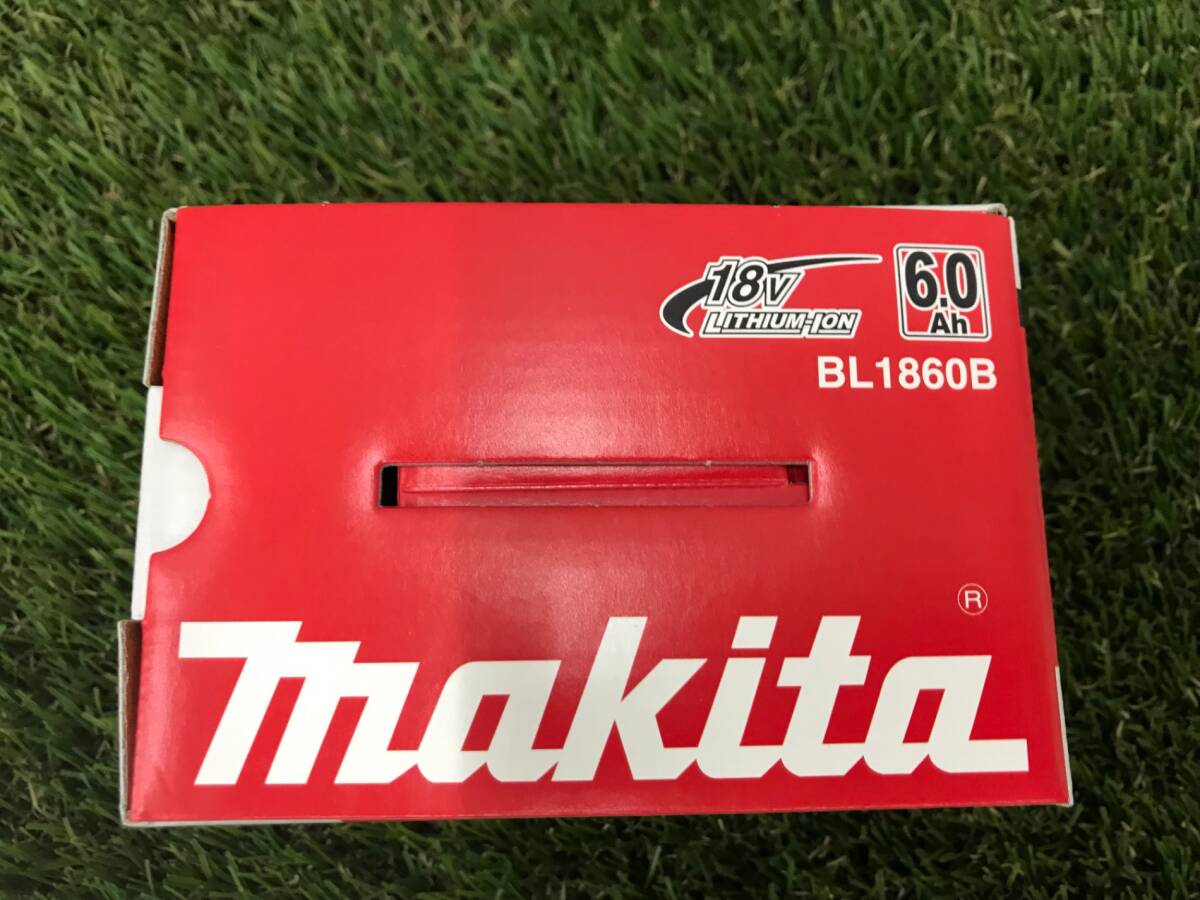 18V
LITHIUM-ION
6.0
Ah
BL1860B
makita®